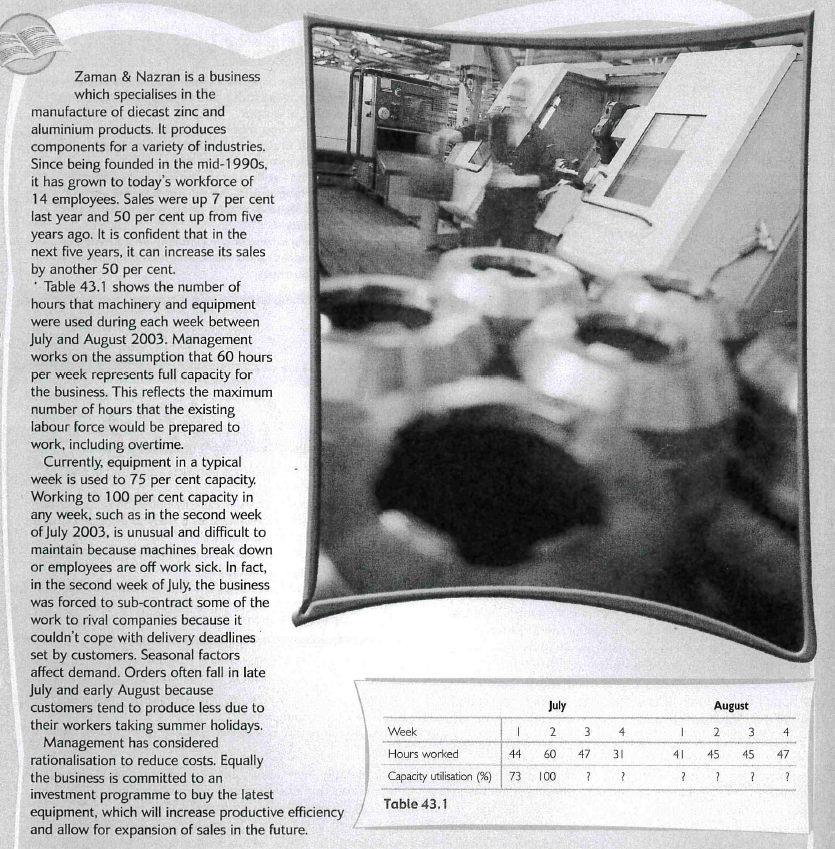 Zaman & Nazran is a business
which specialises in the
manufacture of diecast zinc and
aluminium products. It produces
components for a variety of industries.
Since being founded in the mid-1990s,
it has grown to today's workforce of
14 employees. Sales were up 7 per cent
last year and 50 per cent up from five
years ago. It is confident that in the
next five years, it can increase its sales
by another 50 per cent.
Table 43.1 shows the number of
hours that machinery and equipment
were used during each week between
July and August 2003. Management
works on the assumption that 60 hours
per week represents full capacity for
the business. This reflects the maximum
number of hours that the existing
labour force would be prepared to
work, including overtime.
Currently, equipment in a typical
week is used to 75 per cent capacity.
Working to 100 per cent capacity in
any week, such as in the second week
of July 2003, is unusual and difficult to
maintain because machines break down
or employees are off work sick. In fact,
in the second week of July, the business
was forced to sub-contract some of the
work to rival companies because it
couldn't cope with delivery deadlines
set by customers. Seasonal factors
affect demand. Orders often fall in late
July and early August because
customers tend to produce less due to
their workers taking summer holidays.
Management has considered
rationalisation to reduce costs. Equally
the business is committed to an
investment programme to buy the latest
equipment, which will increase productive efficiency
and allow for expansion of sales in the future.
July August
Week 1 2 3 4 1 2 3 4
Hours worked 44 60 47 31 41 45 45 47
Capacity utilisation (%) 73 100 ? ? ? ? ? ?
Table 43.1